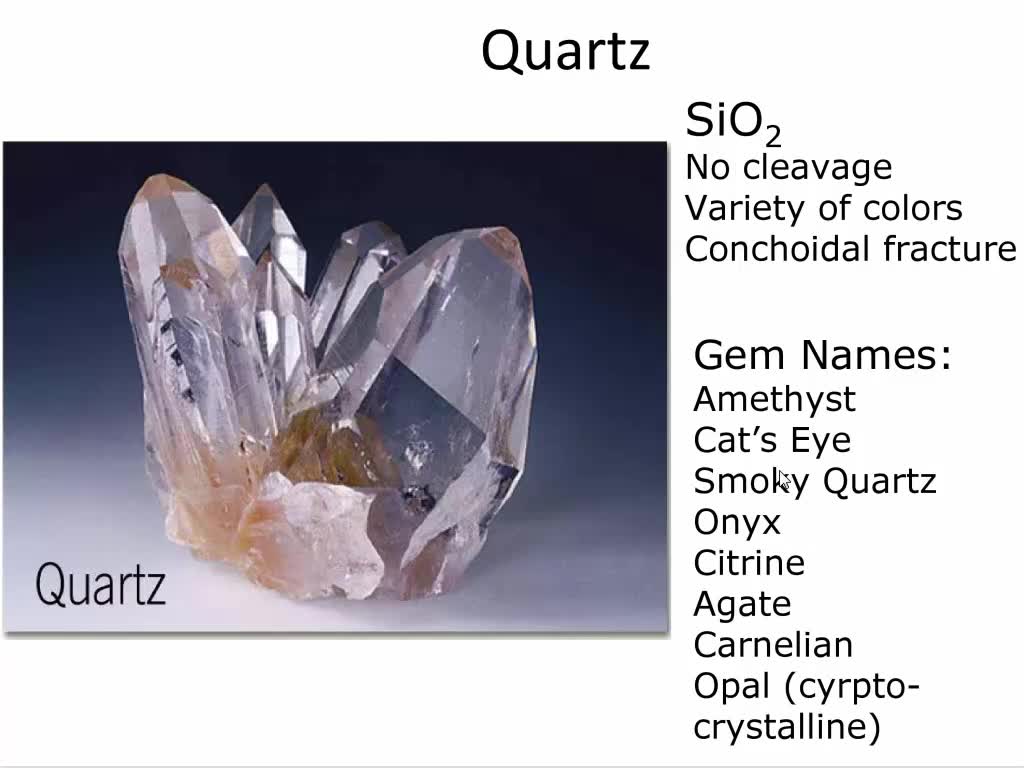 Quartz
SiO₂
No cleavage
Variety of colors
Conchoidal fracture
Gem Names:
Amethyst
Cat’s Eye
Smoky Quartz
Onyx
Citrine
Agate
Carnelian
Opal (cyrpto-
crystalline)
Quartz